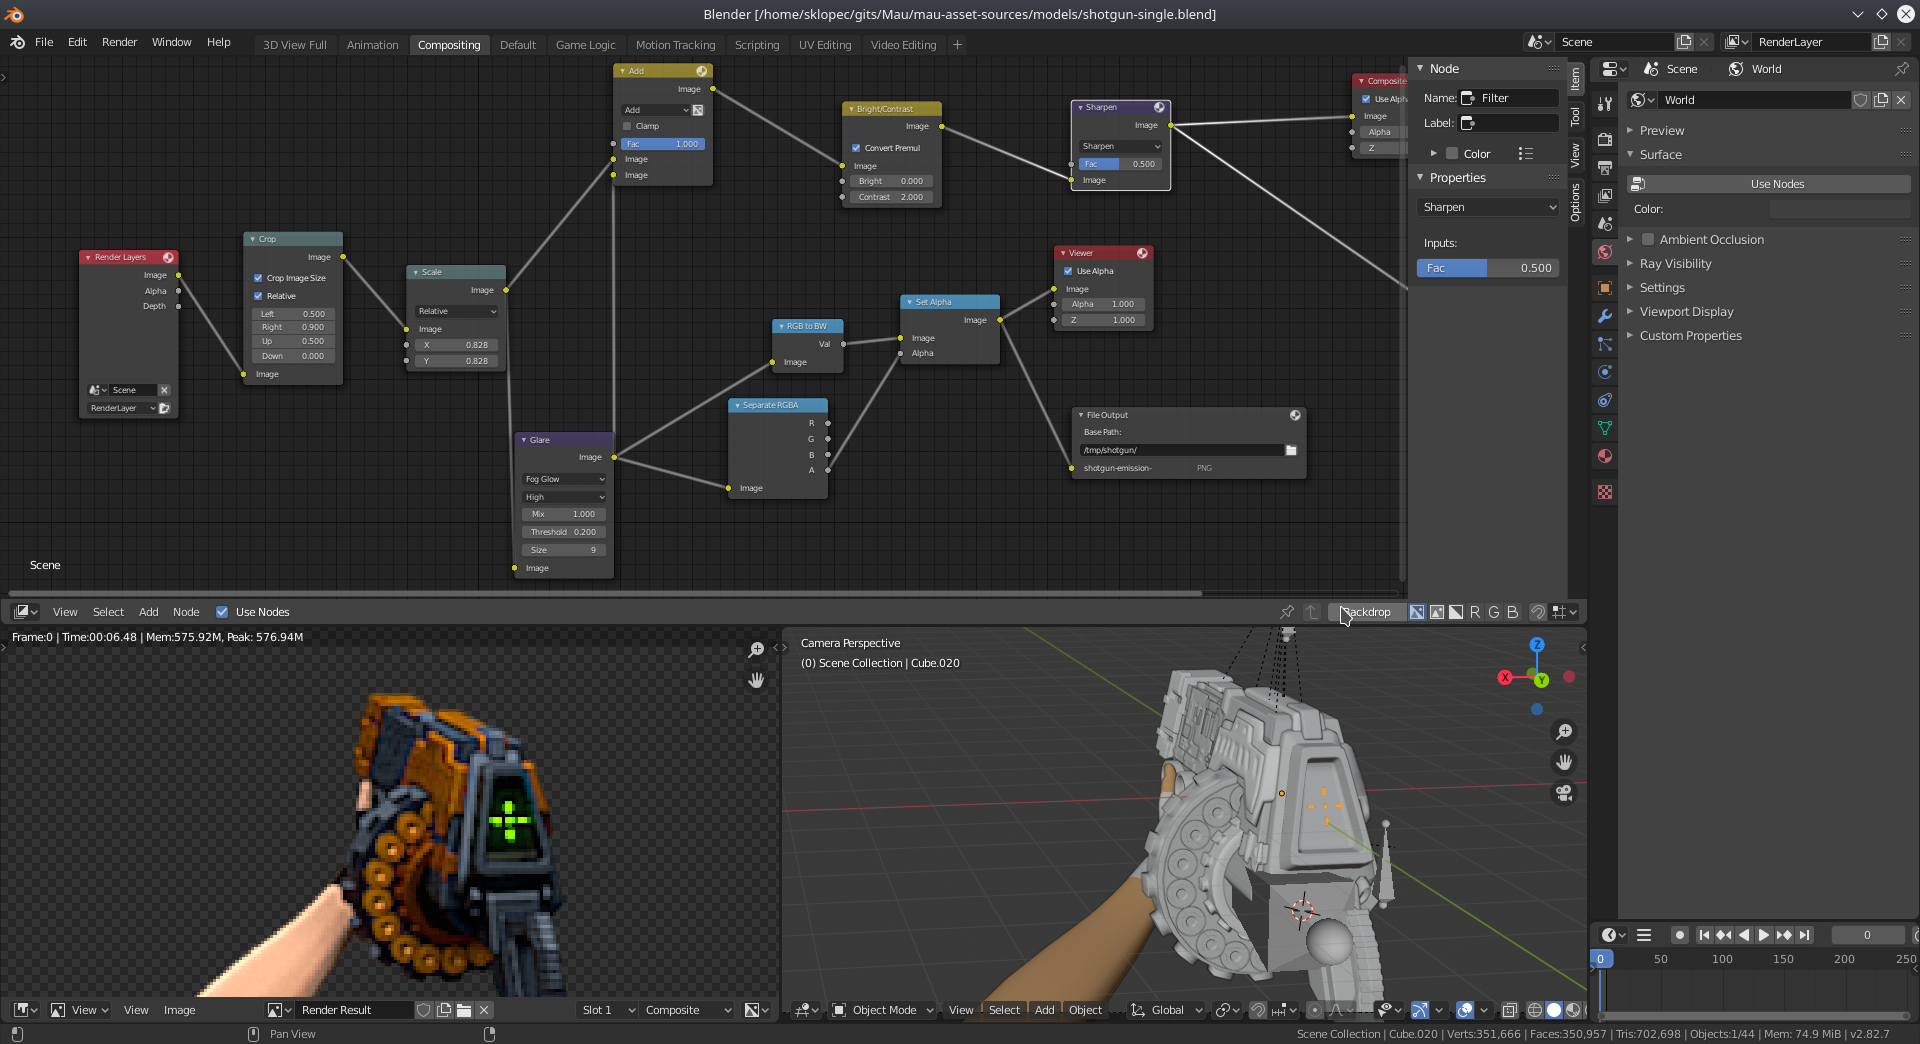 Blender [/home/sklopec/gits/Mau/mau-asset-sources/models/shotgun-single.blend]
File Edit Render Window Help 3D View Full Animation Compositing Default Game Logic Motion Tracking Scripting UV Editing Video Editing + Scene RenderLayer
Add
Image
Add
Clamp
Fac 1.000
Image
Image
Bright/Contrast
Image
Convert Premul
Image
Bright 0.000
Contrast 2.000
Sharpen
Image
Sharpen
Fac 0.500
Image
Composite
Use Alpha
Image
Alpha
Z
Render Layers
Image
Alpha
Depth
Scene
RenderLayer
Crop
Image
Crop Image Size
Relative
Left 0.500
Right 0.900
Up 0.500
Down 0.000
Image
Scale
Image
Relative
Image
X 0.828
Y 0.828
Glare
Image
Fog Glow
High
Mix 1.000
Threshold 0.200
Size 9
Image
RGB to BW
Val
Image
Separate RGBA
R
G
B
A
Image
Set Alpha
Image
Image
Alpha
Viewer
Use Alpha
Image
Alpha 1.000
Z 1.000
File Output
Base Path:
/tmp/shotgun/
shotgun-emission- PNG
Scene
Node
Name: Filter
Label:
Color
Properties
Sharpen
Inputs:
Fac 0.500
Item
Tool
View
Options
Scene World
World
Preview
Surface
Use Nodes
Color:
Ambient Occlusion
Ray Visibility
Settings
Viewport Display
Custom Properties
View Select Add Node Use Nodes Backdrop R G B
Frame:0 | Time:00:06.48 | Mem:575.92M, Peak: 576.94M
Camera Perspective
(0) Scene Collection | Cube.020
Z
X
Y
0
0 50 100 150 200 250
View View Image Render Result Slot 1 Composite
Object Mode View Select Add Object Global
Pan View
Scene Collection | Cube.020 | Verts:351,666 | Faces:350,957 | Tris:702,698 | Objects:1/44 | Mem: 74.9 MiB | v2.82.7